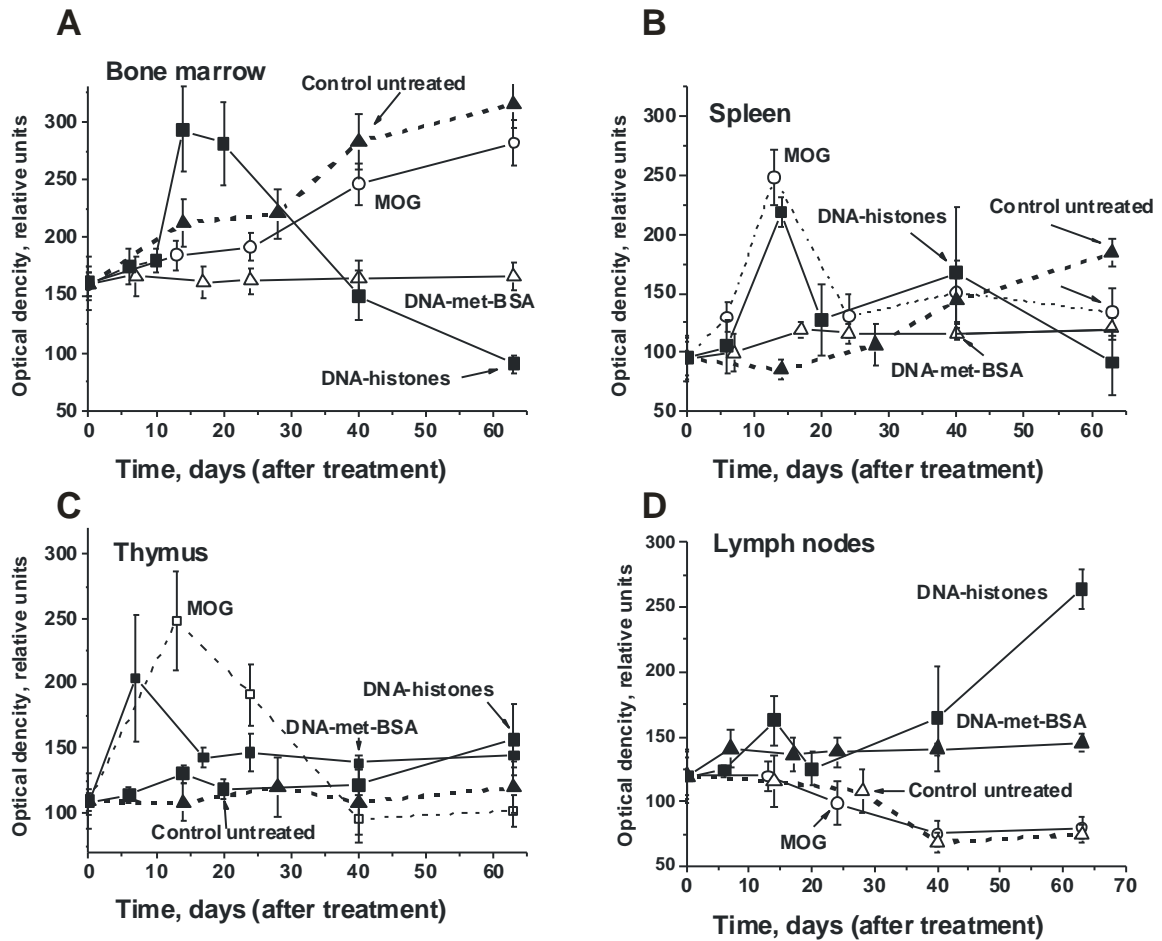 A
Bone marrow
Control untreated
MOG
DNA-met-BSA
DNA-histones
Optical dencity, relative units
300
250
200
150
100
50
0 10 20 30 40 50 60
Time, days (after treatment)
B
Spleen
MOG
DNA-histones
Control untreated
DNA-met-BSA
Optical dencity, relative units
300
250
200
150
100
50
0 10 20 30 40 50 60
Time, days (after treatment)
C
Thymus
MOG
DNA-histones
DNA-met-BSA
Control untreated
Optical dencity, relative units
300
250
200
150
100
0 10 20 30 40 50 60
Time, days (after treatment)
D
Lymph nodes
DNA-histones
DNA-met-BSA
Control untreated
MOG
Optical dencity, relative units
300
250
200
150
100
50
0 10 20 30 40 50 60 70
Time, days (after treatment)